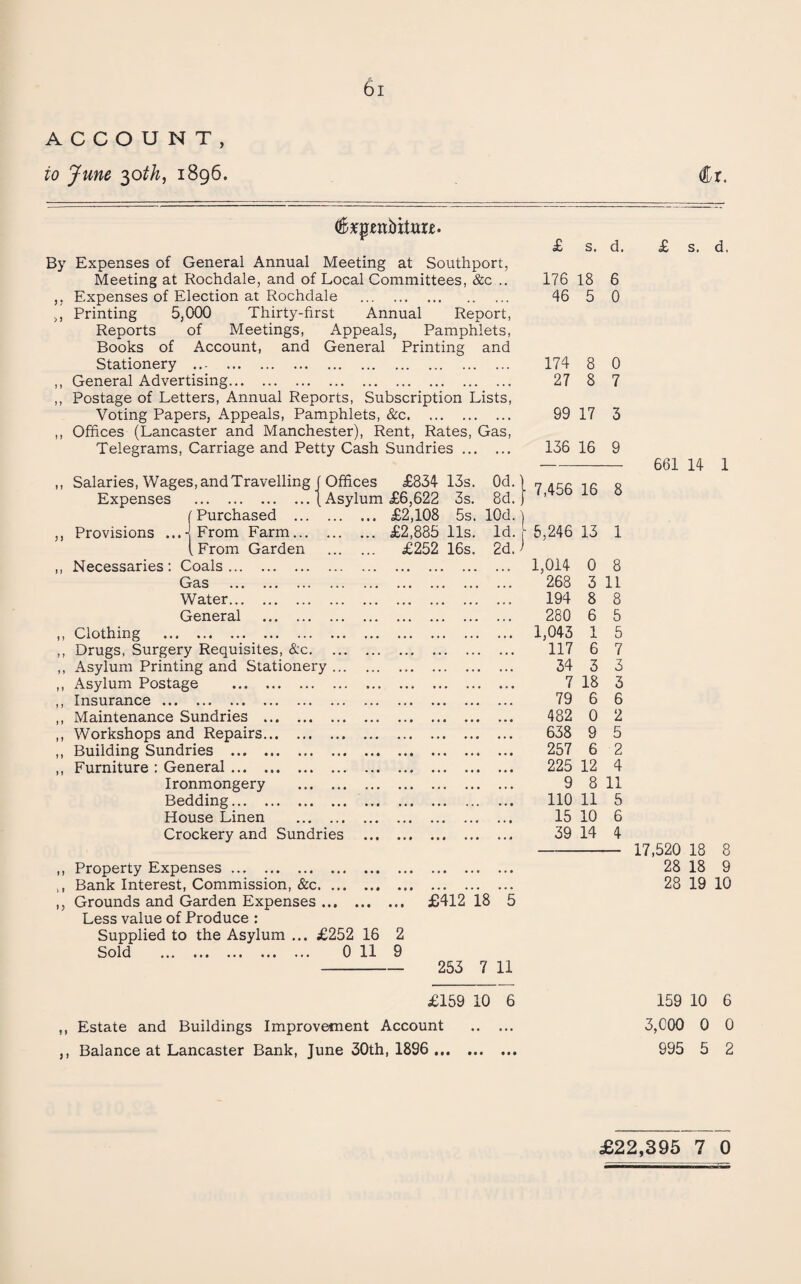 61
ACCOUNT,
to June 30th, 1896. Cr.
Expenditure.
£ s. d. £ s. d.
By Expenses of General Annual Meeting at Southport,
Meeting at Rochdale, and of Local Committees, &c .. 176 18 6
,, Expenses of Election at Rochdale ... ... ... .. ... 46 5 0
,, Printing 5,000 Thirty-first Annual Report,
Reports of Meetings, Appeals, Pamphlets,
Books of Account, and General Printing and
Stationery ... ... ... ... ... ... ... ... ... ... 174 8 0
,, General Advertising... ... ... ... ... ... ... ... ... 27 8 7
,, Postage of Letters, Annual Reports, Subscription Lists,
Voting Papers, Appeals, Pamphlets, &c. ... ... ... 99 17 3
,, Offices (Lancaster and Manchester), Rent, Rates, Gas,
Telegrams, Carriage and Petty Cash Sundries ... ... 136 16 9
661 14 1
,, Salaries, Wages, and Travelling { Offices £834 13s. 0d. }
Expenses ... ... ... ... { Asylum £6,622 3s. 8d. } 7,456 16 8
{ Purchased ... ... ... £2,108 5s. 10d. }
,, Provisions ... { From Farm... ... ... £2,885 11s. 1d. } 5,246 13 1
{ From Garden ... ... £252 16s. 2d. }
,, Necessaries: Coals ... ... ... ... ... ... ... ... ... 1,014 0 8
Gas ... ... ... ... ... ... ... ... ... 268 3 11
Water... ... ... ... ... ... ... ... ... 194 8 8
General ... ... ... ... ... ... ... ... 280 6 5
,, Clothing ... ... ... ... ... ... ... ... ... ... ... 1,043 1 5
,, Drugs, Surgery Requisites, &c. ... ... ... ... ... ... 117 6 7
,, Asylum Printing and Stationery ... ... ... ... ... ... 34 3 3
,, Asylum Postage ... ... ... ... ... ... ... ... ... 7 18 3
,, Insurance ... ... ... ... ... ... ... ... ... ... ... 79 6 6
,, Maintenance Sundries ... ... ... ... ... ... ... ... 482 0 2
,, Workshops and Repairs... ... ... ... ... ... ... ... 638 9 5
,, Building Sundries ... ... ... ... ... ... ... ... ... 257 6 2
,, Furniture : General ... ... ... ... ... ... ... ... ... 225 12 4
Ironmongery ... ... ... ... ... ... ... 9 8 11
Bedding... ... ... ... ... ... ... ... ... 110 11 5
House Linen ... ... ... ... ... ... ... 15 10 6
Crockery and Sundries ... ... ... ... ... 39 14 4
17,520 18 8
,, Property Expenses ... ... ... ... ... ... ... ... ... 28 18 9
,, Bank Interest, Commission, &c. ... ... ... ... ... ... 28 19 10
,, Grounds and Garden Expenses ... ... ... £412 18 5
Less value of Produce :
Supplied to the Asylum ... £252 16 2
Sold ... ... ... ... ... 0 11 9
253 7 11
£159 10 6 159 10 6
,, Estate and Buildings Improvement Account .. ... 3,000 0 0
,, Balance at Lancaster Bank, June 30th, 1896 ... ... ... 995 5 2
£22,395 7 0